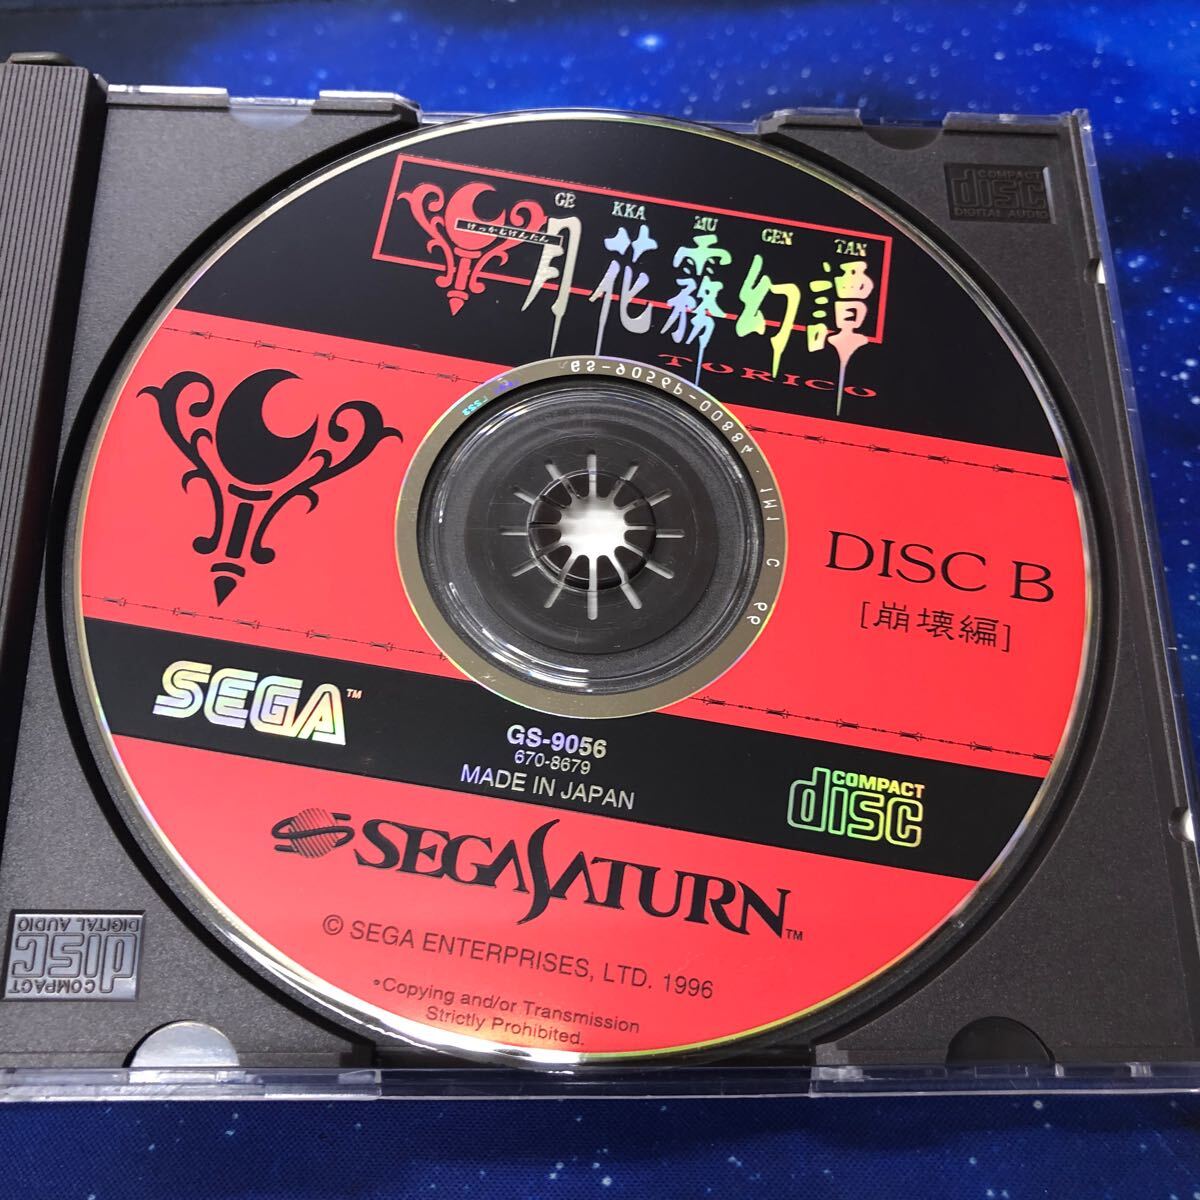 GE KKA MU GEN TAN
げっかむげんたん
月花霧幻譚
TORICO
DISC B
[崩壊編]
SEGA™
GS-9056
670-8679
MADE IN JAPAN
COMPACT
disc
SEGA SATURN™
© SEGA ENTERPRISES, LTD. 1996
•Copying and/or Transmission
Strictly Prohibited.
COMPACT
disc
DIGITAL AUDIO
COMPACT
disc
DIGITAL AUDIO